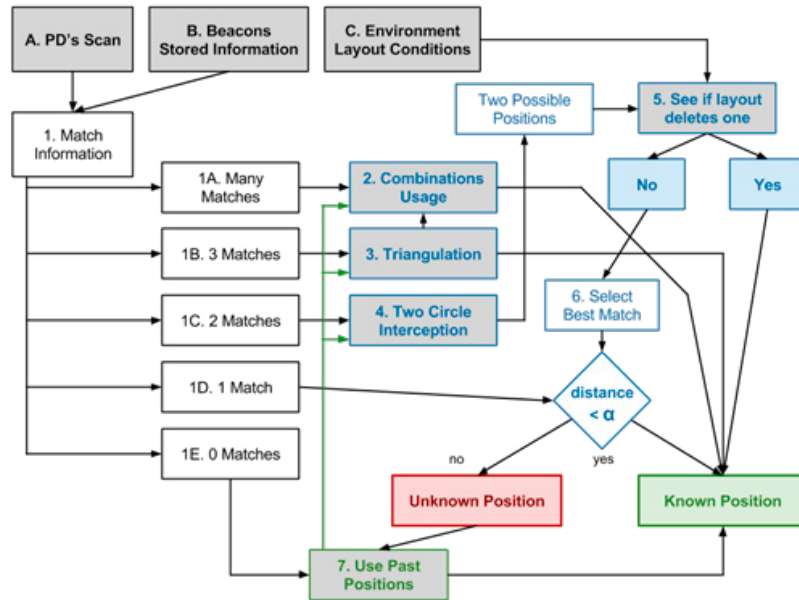 A. PD's Scan
B. Beacons
Stored Information
C. Environment
Layout Conditions
1. Match
Information
Two Possible
Positions
5. See if layout
deletes one
1A. Many
Matches
2. Combinations
Usage
No
Yes
1B. 3 Matches
3. Triangulation
1C. 2 Matches
4. Two Circle
Interception
6. Select
Best Match
1D. 1 Match
distance
< α
1E. 0 Matches
no
yes
Unknown Position
Known Position
7. Use Past
Positions